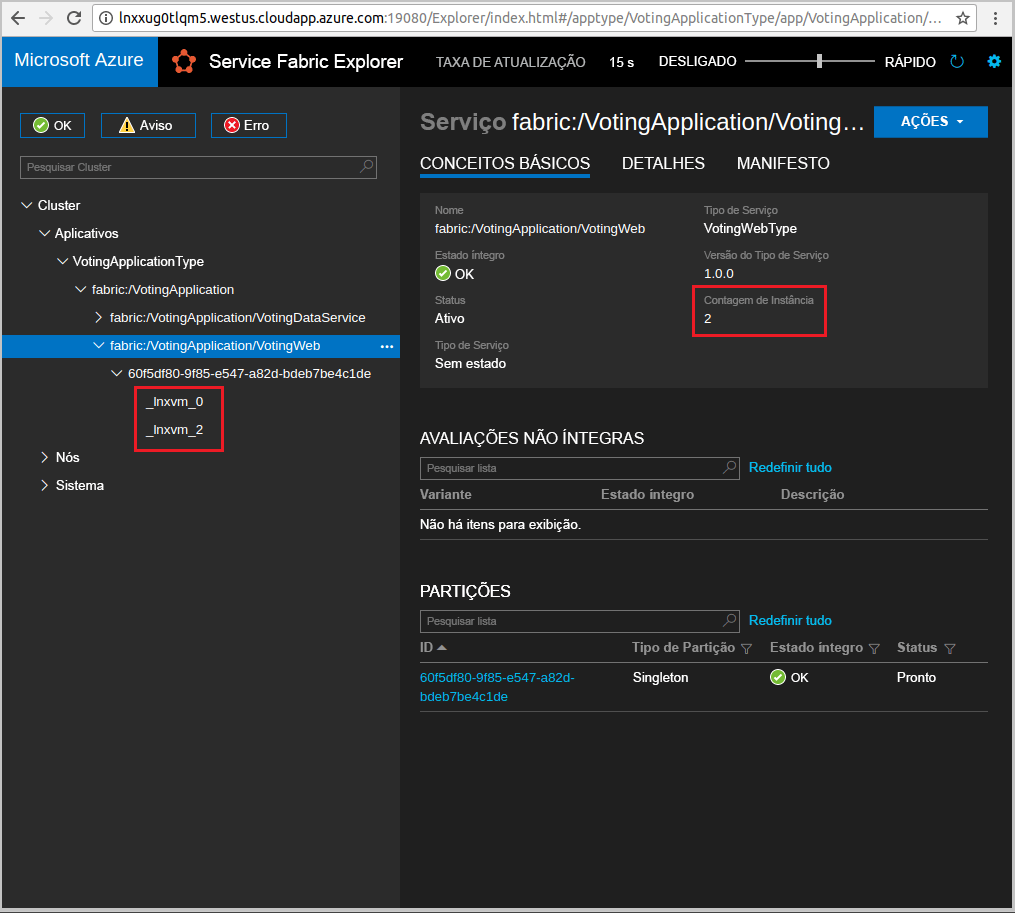 lnxxug0tlqm5.westus.cloudapp.azure.com:19080/Explorer/index.html#/apptype/VotingApplicationType/app/VotingApplication/...
Microsoft Azure
Service Fabric Explorer
TAXA DE ATUALIZAÇÃO 15 s DESLIGADO RÁPIDO
OK Aviso Erro
Pesquisar Cluster
Cluster
Aplicativos
VotingApplicationType
fabric:/VotingApplication
fabric:/VotingApplication/VotingDataService
fabric:/VotingApplication/VotingWeb ...
60f5df80-9f85-e547-a82d-bdeb7be4c1de
_lnxvm_0
_lnxvm_2
Nós
Sistema
Serviço fabric:/VotingApplication/Voting...
AÇÕES
CONCEITOS BÁSICOS DETALHES MANIFESTO
Nome
fabric:/VotingApplication/VotingWeb
Estado íntegro
OK
Status
Ativo
Tipo de Serviço
Sem estado
Tipo de Serviço
VotingWebType
Versão do Tipo de Serviço
1.0.0
Contagem de Instância
2
AVALIAÇÕES NÃO ÍNTEGRAS
Pesquisar lista Redefinir tudo
Variante Estado íntegro Descrição
Não há itens para exibição.
PARTIÇÕES
Pesquisar lista Redefinir tudo
ID Tipo de Partição Estado íntegro Status
60f5df80-9f85-e547-a82d- Singleton OK Pronto
bdeb7be4c1de